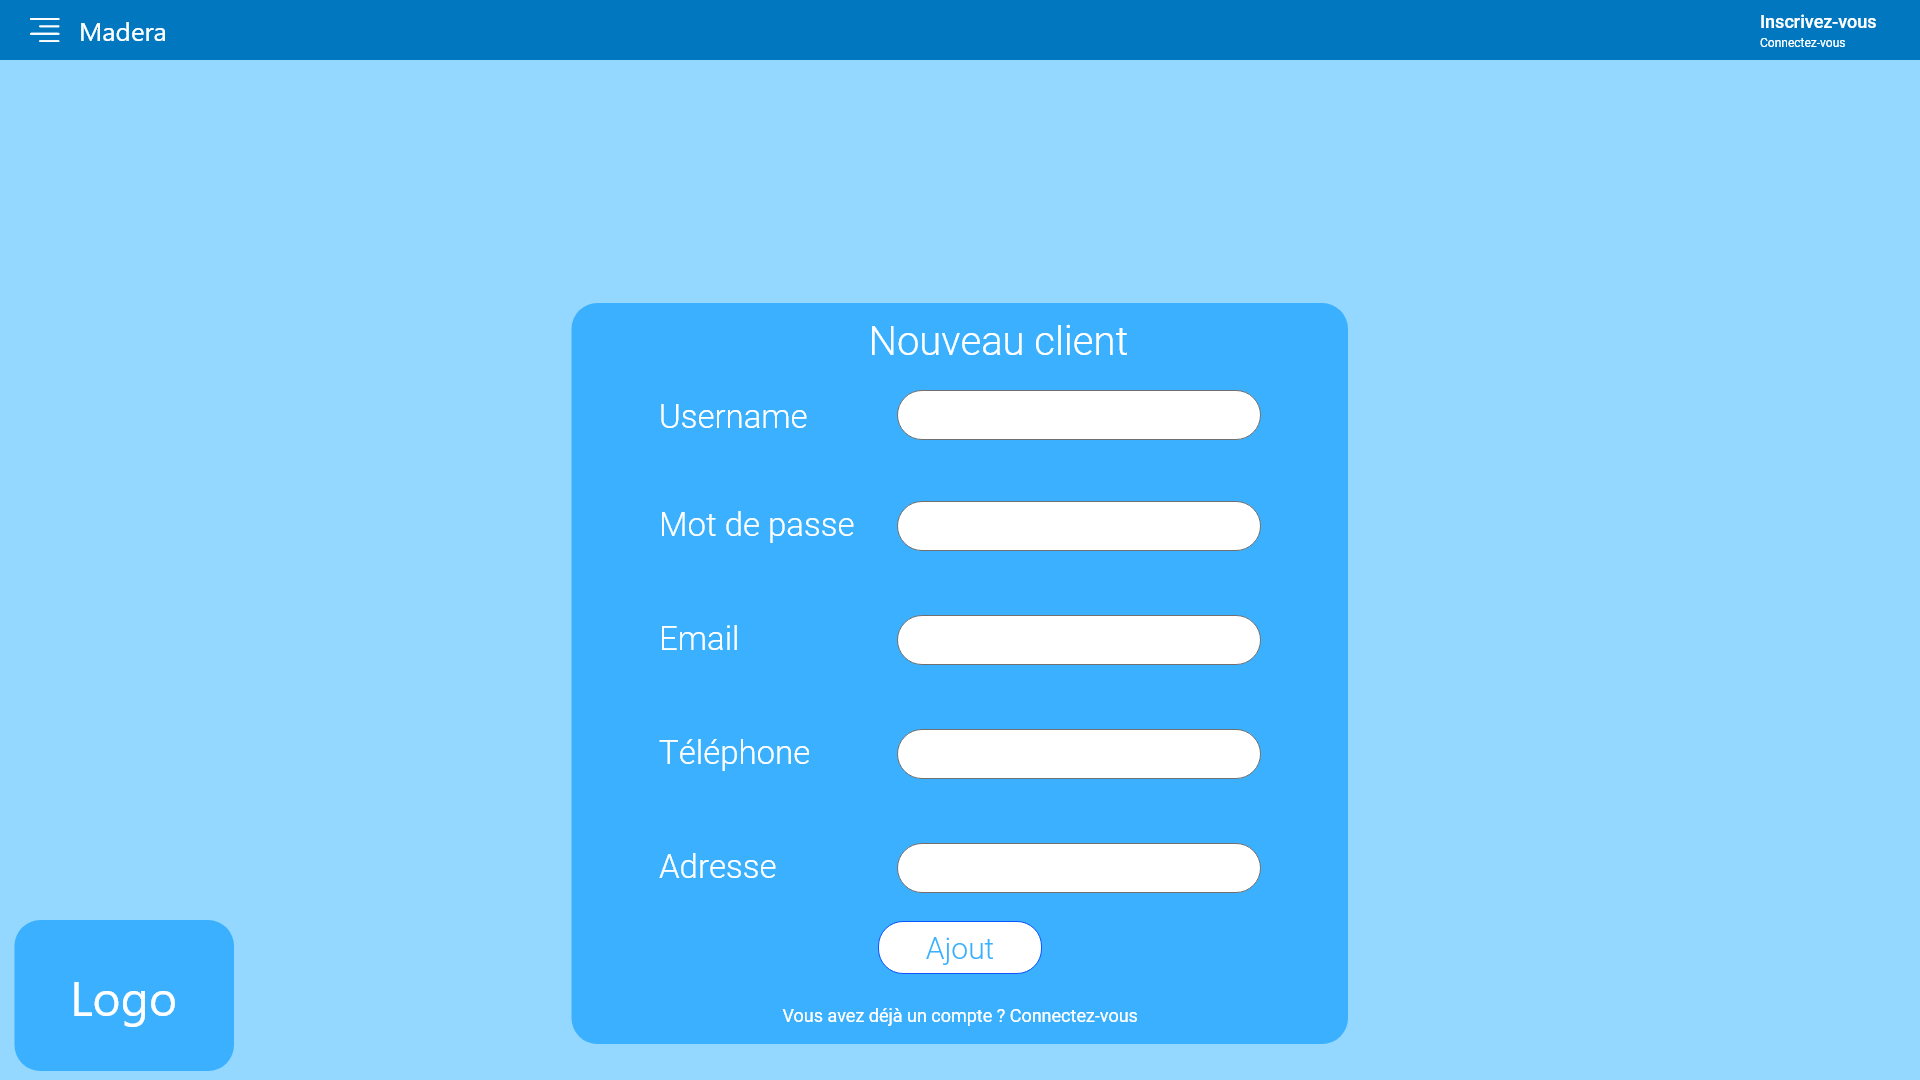 Madera
Inscrivez-vous
Connectez-vous
Nouveau client
Username
Mot de passe
Email
Téléphone
Adresse
Ajout
Vous avez déjà un compte ? Connectez-vous
Logo